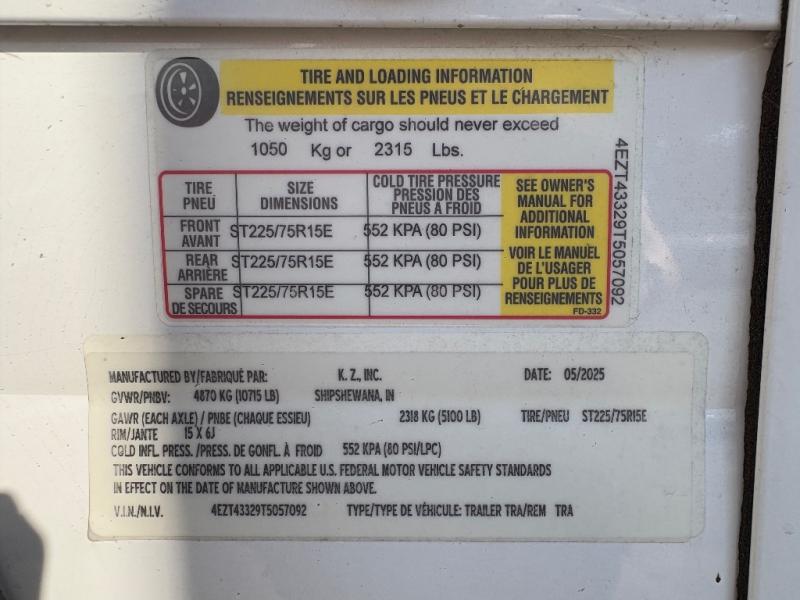 TIRE AND LOADING INFORMATION
RENSEIGNEMENTS SUR LES PNEUS ET LE CHARGEMENT
The weight of cargo should never exceed
1050 Kg or 2315 Lbs.
TIRE PNEU SIZE DIMENSIONS COLD TIRE PRESSURE PRESSION DES PNEUS A FROID
FRONT AVANT ST225/75R15E 552 KPA (80 PSI)
REAR ARRIÈRE ST225/75R15E 552 KPA (80 PSI)
SPARE DE SECOURS ST225/75R15E 552 KPA (80 PSI)
SEE OWNER'S
MANUAL FOR
ADDITIONAL
INFORMATION
VOIR LE MANUEL
DE L'USAGER
POUR PLUS DE
RENSEIGNEMENTS
FD-332
4EZT43329T5057092
MANUFACTURED BY/FABRIQUÉ PAR: K. Z., INC. DATE: 05/2025
GVWR/PNBV: 4870 KG (10715 LB) SHIPSHEWANA, IN
GAWR (EACH AXLE) / PNBE (CHAQUE ESSIEU) 2318 KG (5100 LB) TIRE/PNEU ST225/75R15E
RIM/JANTE 15 X 6J
COLD INFL. PRESS. /PRESS. DE GONFL. À FROID 552 KPA (80 PSI/LPC)
THIS VEHICLE CONFORMS TO ALL APPLICABLE U.S. FEDERAL MOTOR VEHICLE SAFETY STANDARDS
IN EFFECT ON THE DATE OF MANUFACTURE SHOWN ABOVE.
V.I.N./N.I.V. 4EZT43329T5057092 TYPE/TYPE DE VÉHICULE: TRAILER TRA/REM TRA